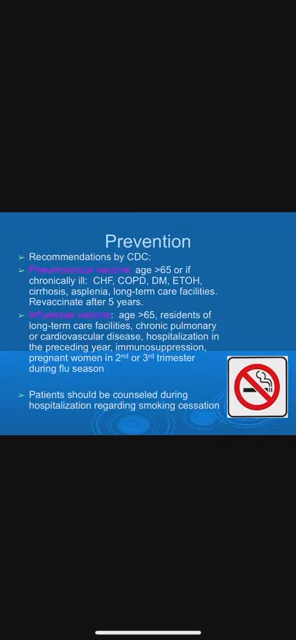 Prevention
Recommendations by CDC:
Pneumococcal vaccine: age >65 or if
chronically ill: CHF, COPD, DM, ETOH,
cirrhosis, asplenia, long-term care facilities.
Revaccinate after 5 years.
Influenzae vaccine: age >65, residents of
long-term care facilities, chronic pulmonary
or cardiovascular disease, hospitalization in
the preceding year, immunosuppression,
pregnant women in 2nd or 3rd trimester
during flu season
Patients should be counseled during
hospitalization regarding smoking cessation